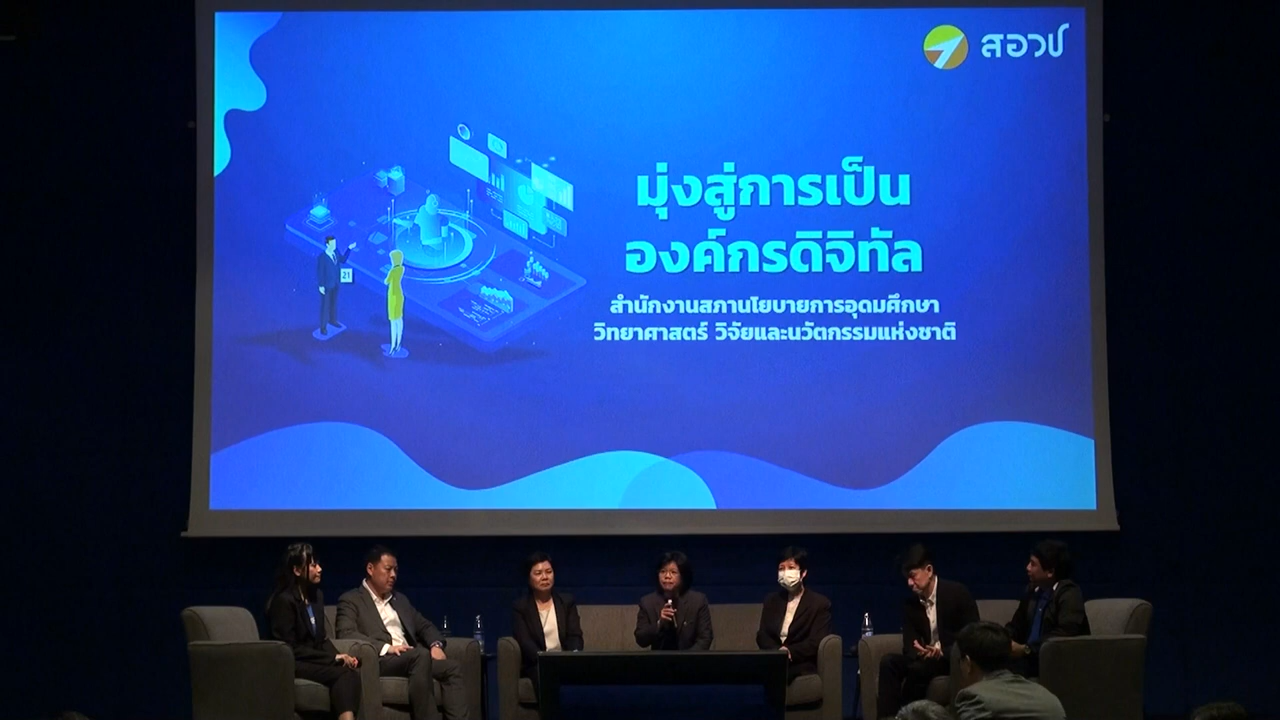 สอวช
มุ่งสู่การเป็น
องค์กรดิจิทัล
สำนักงานสภานโยบายการอุดมศึกษา
วิทยาศาสตร์ วิจัยและนวัตกรรมแห่งชาติ
21